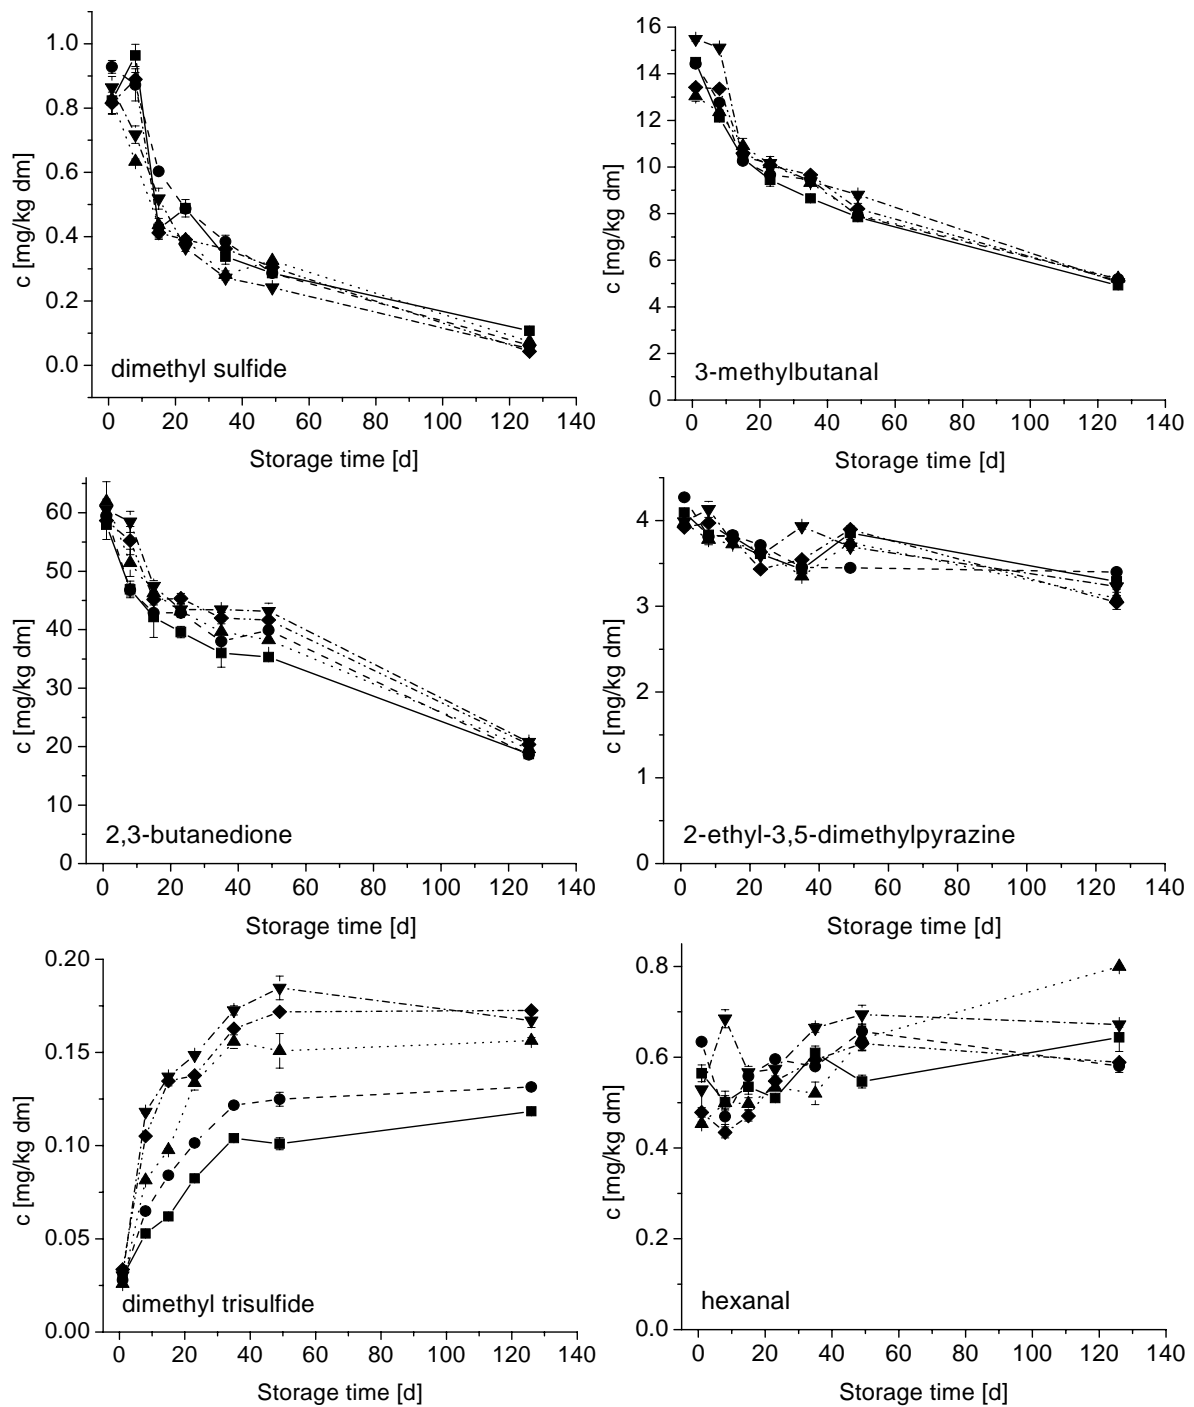 1.0
0.8
0.6
0.4
0.2
0.0
c [mg/kg dm]
dimethyl sulfide
0 20 40 60 80 100 120 140
Storage time [d]
16
14
12
10
8
6
4
2
0
c [mg/kg dm]
3-methylbutanal
0 20 40 60 80 100 120 140
Storage time [d]
60
50
40
30
20
10
0
c [mg/kg dm]
2,3-butanedione
0 20 40 60 80 100 120 140
Storage time [d]
4
3
2
1
0
c [mg/kg dm]
2-ethyl-3,5-dimethylpyrazine
0 20 40 60 80 100 120 140
Storage time [d]
0.20
0.15
0.10
0.05
0.00
c [mg/kg dm]
dimethyl trisulfide
0 20 40 60 80 100 120 140
Storage time [d]
0.8
0.6
0.4
0.2
0.0
c [mg/kg dm]
hexanal
0 20 40 60 80 100 120 140
Storage time [d]